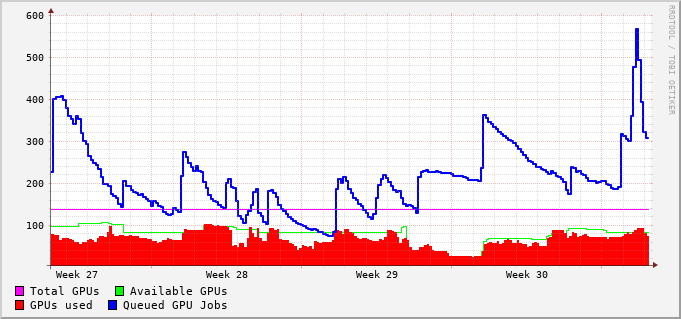 600
500
400
300
200
100
Week 27 Week 28 Week 29 Week 30
Total GPUs Available GPUs
GPUs used Queued GPU Jobs
RRDTOOL / TOBI OETIKER